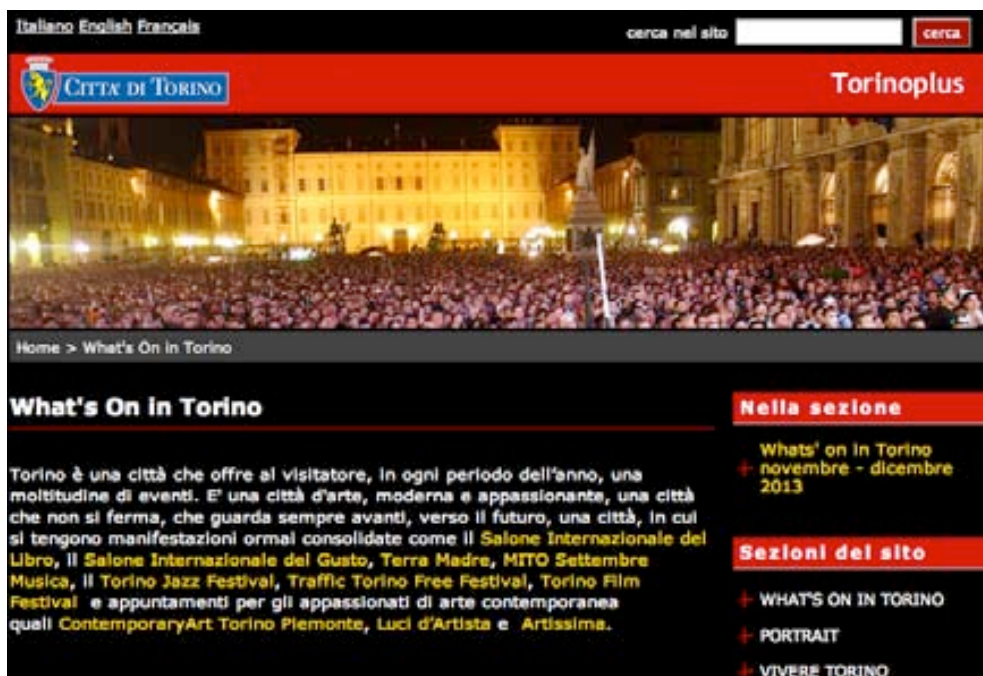 Italiano English Français
cerca nel sito
cerca
CITTA' DI TORINO
Torinoplus
Home > What's On in Torino
What's On in Torino
Torino è una città che offre al visitatore, in ogni periodo dell'anno, una
moltitudine di eventi. E' una città d'arte, moderna e appassionante, una città
che non si ferma, che guarda sempre avanti, verso il futuro, una città, in cui
si tengono manifestazioni ormai consolidate come il Salone Internazionale del
Libro, il Salone Internazionale del Gusto, Terra Madre, MITO Settembre
Musica, il Torino Jazz Festival, Traffic Torino Free Festival, Torino Film
Festival e appuntamenti per gli appassionati di arte contemporanea
quali ContemporaryArt Torino Piemonte, Luci d'Artista e Artissima.
Nella sezione
Whats' on in Torino
novembre - dicembre
2013
Sezioni del sito
WHAT'S ON IN TORINO
PORTRAIT
VIVERE TORINO